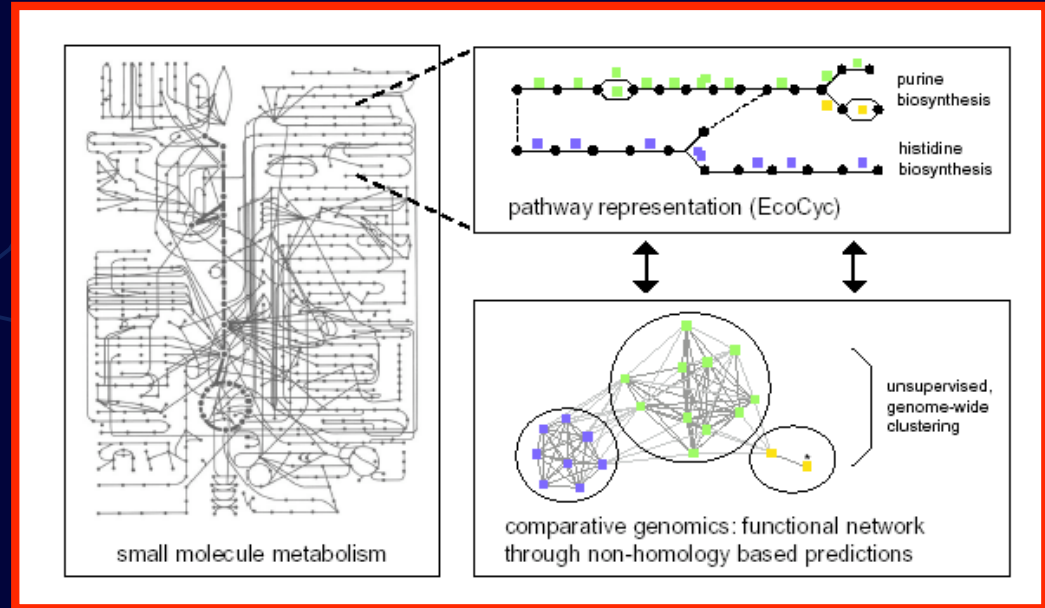 small molecule metabolism
purine
biosynthesis
histidine
biosynthesis
pathway representation (EcoCyc)
unsupervised,
genome-wide
clustering
*
comparative genomics: functional network
through non-homology based predictions